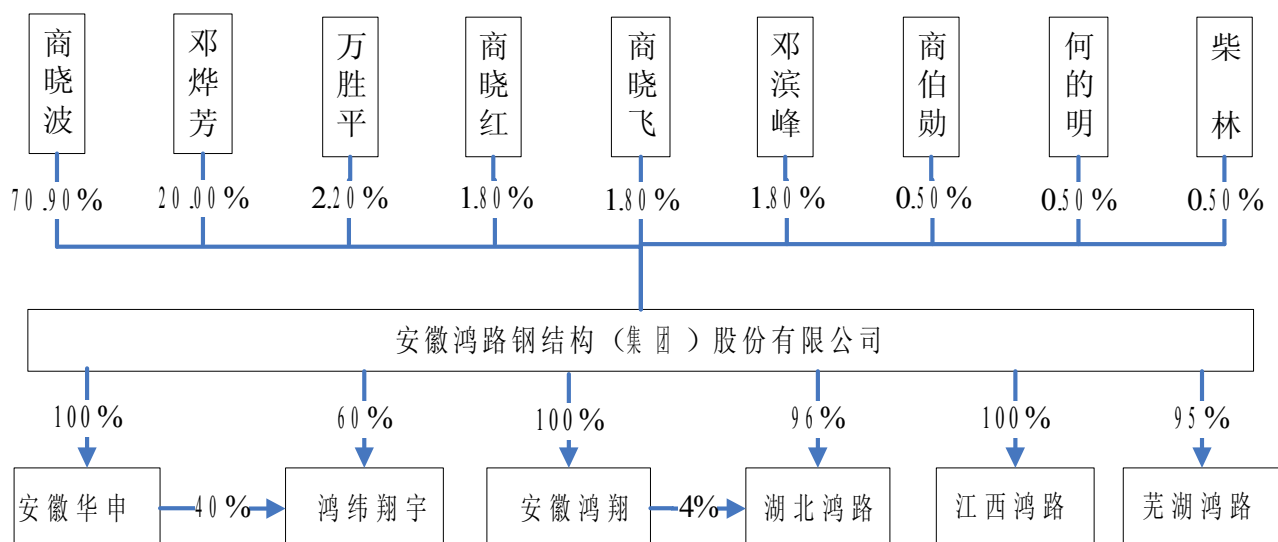 商晓波
邓烨芳
万胜平
商晓红
商晓飞
邓滨峰
商伯勋
何的明
柴林
70.90%
20.00%
2.20%
1.80%
1.80%
1.80%
0.50%
0.50%
0.50%
安徽鸿路钢结构（集团）股份有限公司
100%
60%
100%
96%
100%
95%
安徽华申
40%
鸿纬翔宇
安徽鸿翔
4%
湖北鸿路
江西鸿路
芜湖鸿路